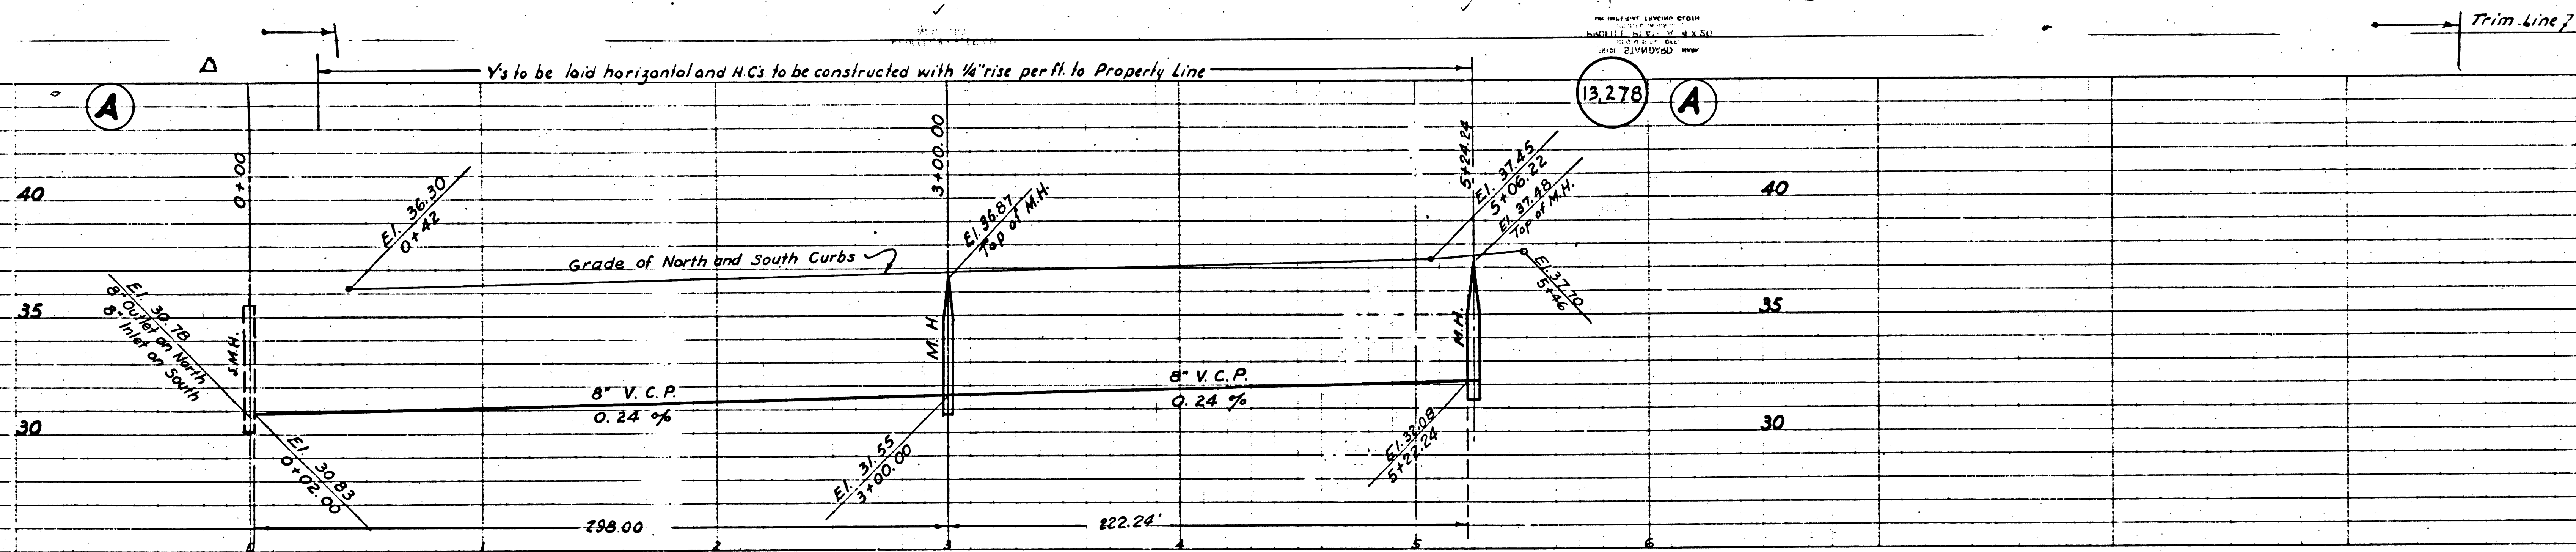 Trim Line
Y's to be laid horizontal and H.C's to be constructed with 1/4" rise per ft. to Property Line
STANDARD
13,278
A
A
0+00
3+00.00
5+24.24
40
40
El. 36.30
0+42
El. 36.87
Top of M.H.
El. 37.45
5+06.22
El. 37.48
Top of M.H.
Grade of North and South Curbs
El. 37.70
5+46
El. 30.78
8" Outlet on North
8" Inlet on South
35
35
S.M.H.
M.H.
M.H.
8" V.C.P.
0.24 %
8" V.C.P.
0.24 %
30
30
El. 30.83
0+02.00
El. 31.55
3+00.00
El. 32.08
5+22.24
298.00
222.24'
0 1 2 3 4 5 6